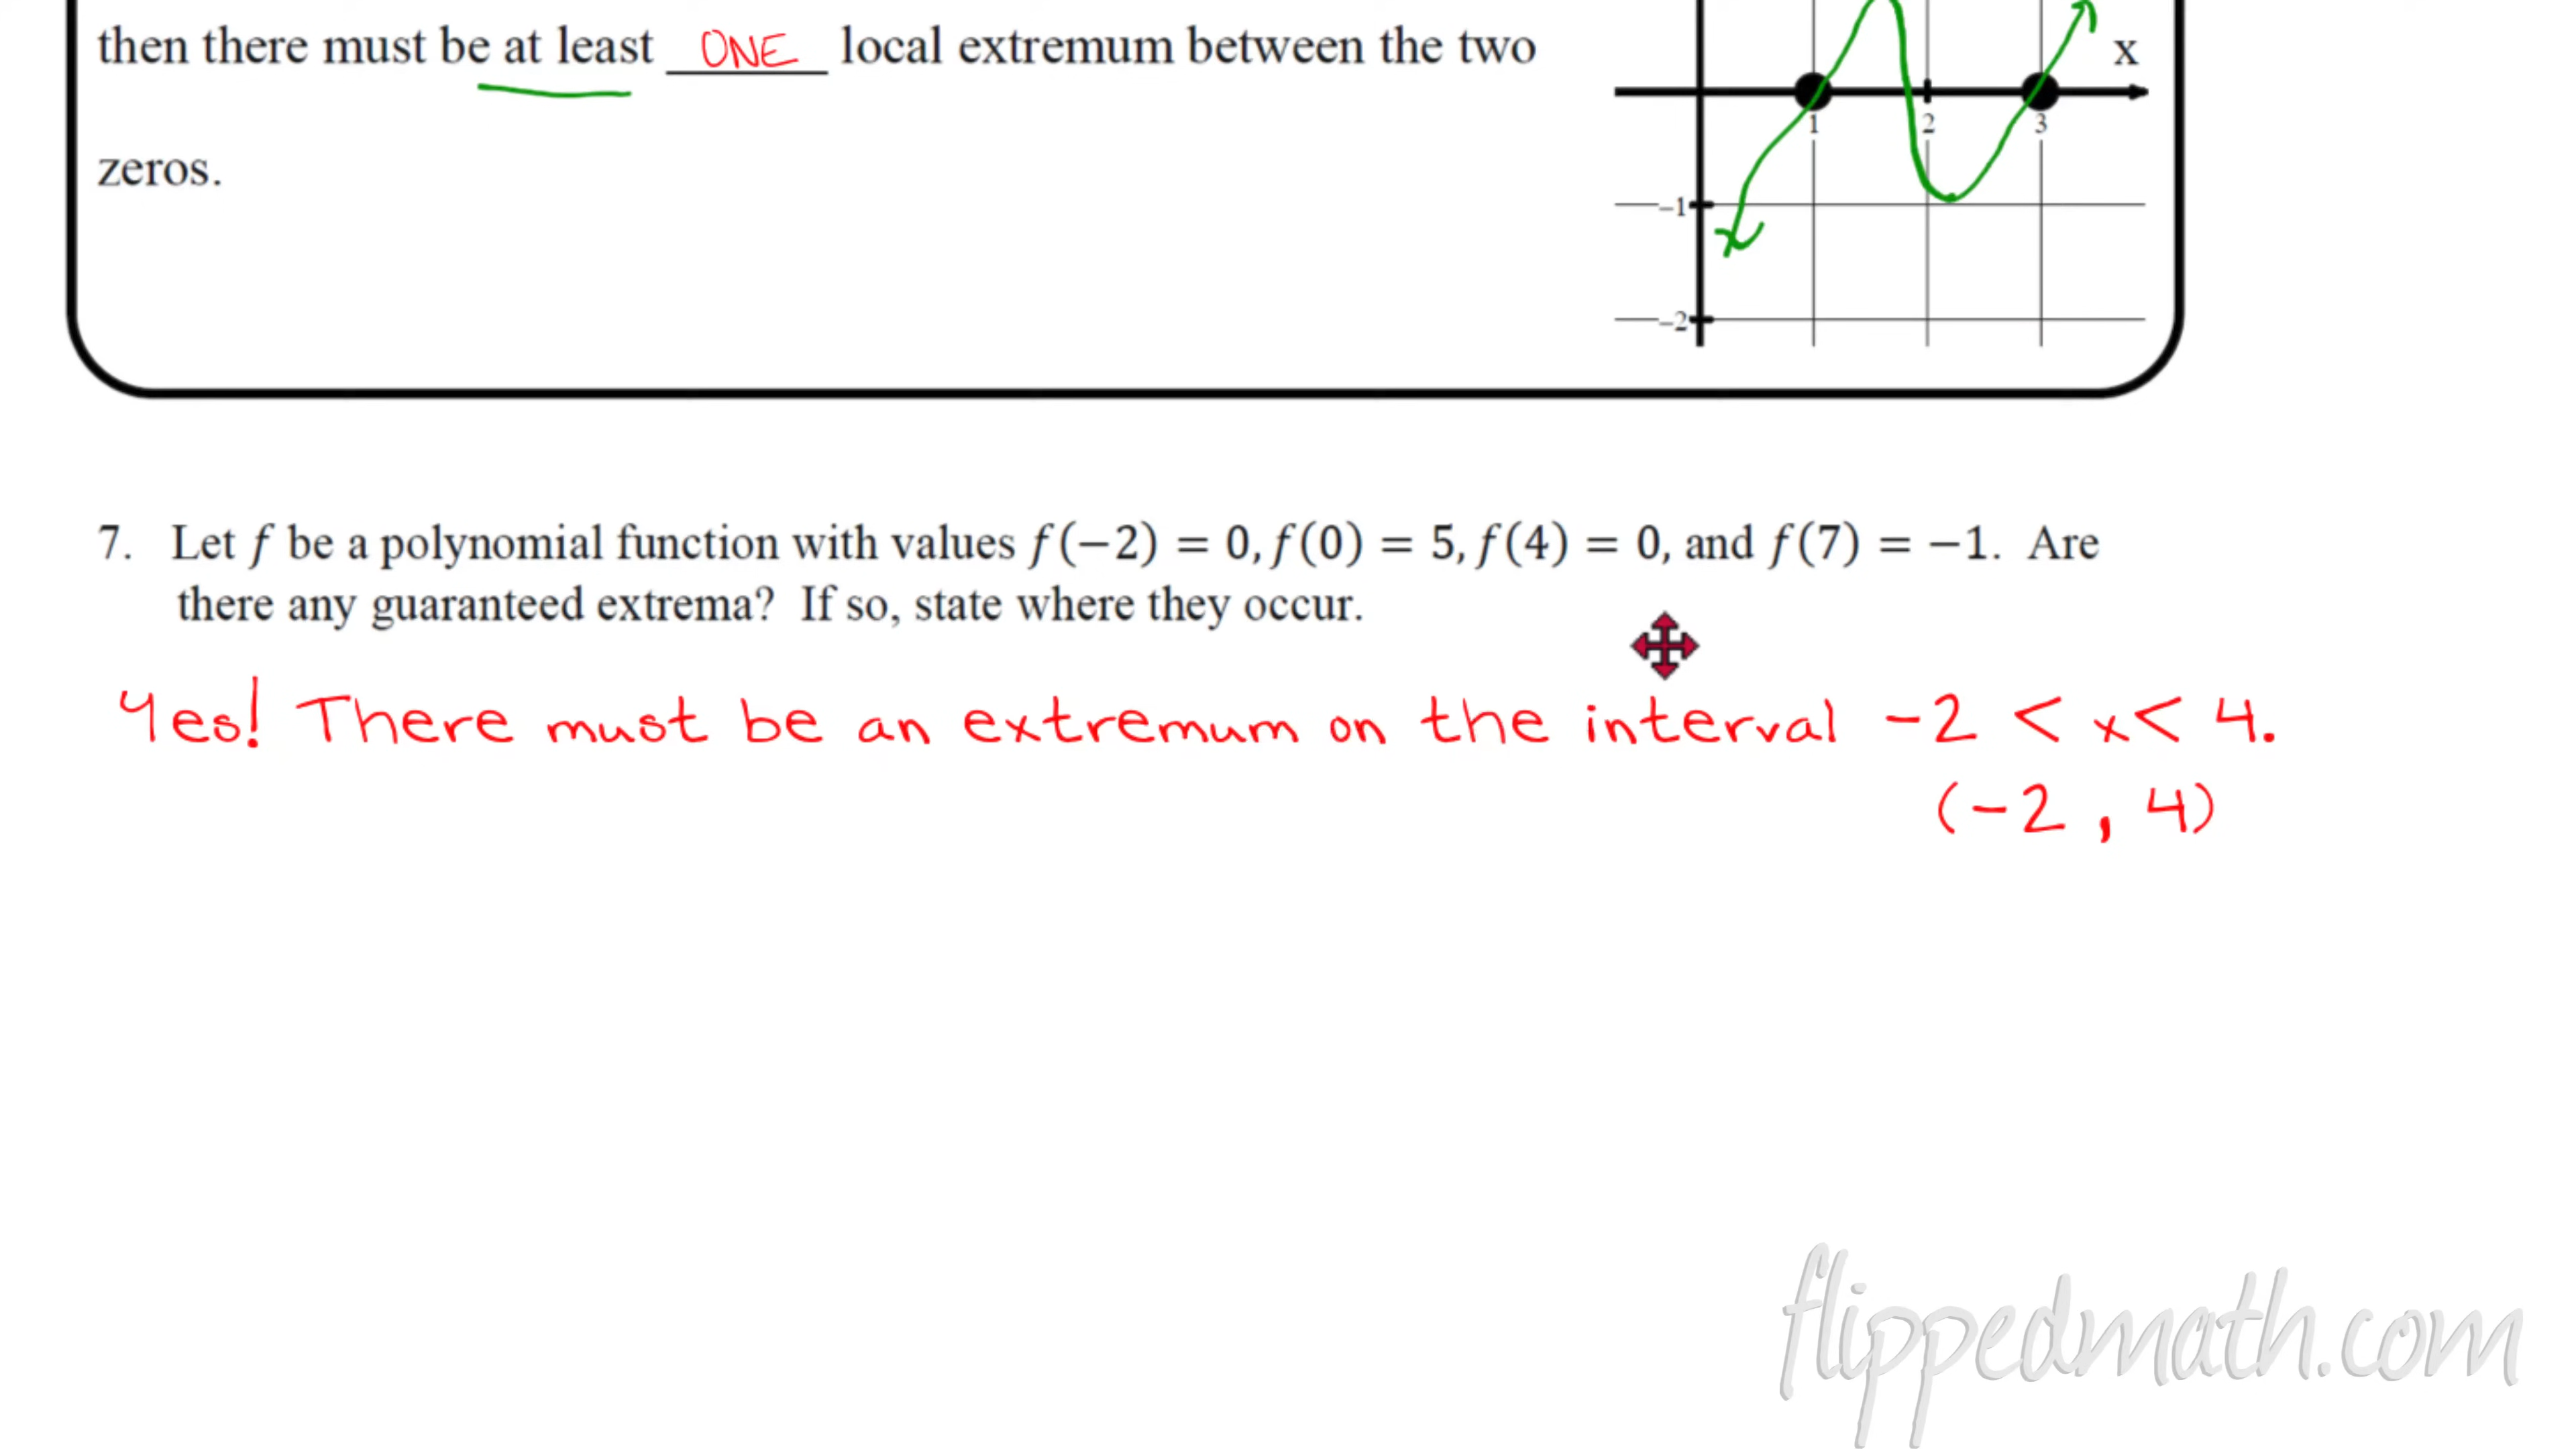 then there must be at least ONE local extremum between the two
zeros.
x
1 2 3
−1
−2
7. Let f be a polynomial function with values f(−2) = 0, f(0) = 5, f(4) = 0, and f(7) = −1. Are
there any guaranteed extrema? If so, state where they occur.
Yes! There must be an extremum on the interval -2 < x < 4.
(-2, 4)
flippedmath.com